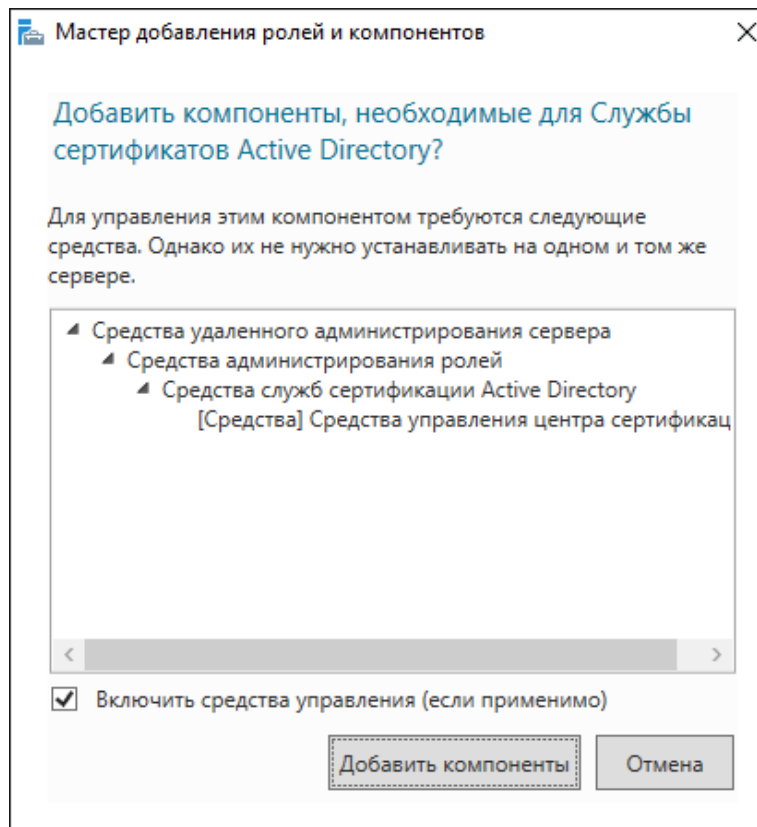 Мастер добавления ролей и компонентов
Добавить компоненты, необходимые для Службы
сертификатов Active Directory?
Для управления этим компонентом требуются следующие
средства. Однако их не нужно устанавливать на одном и том же
сервере.
Средства удаленного администрирования сервера
Средства администрирования ролей
Средства служб сертификации Active Directory
[Средства] Средства управления центра сертификац
Включить средства управления (если применимо)
Добавить компоненты
Отмена